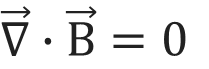 ∇⃗ · B⃗ = 0